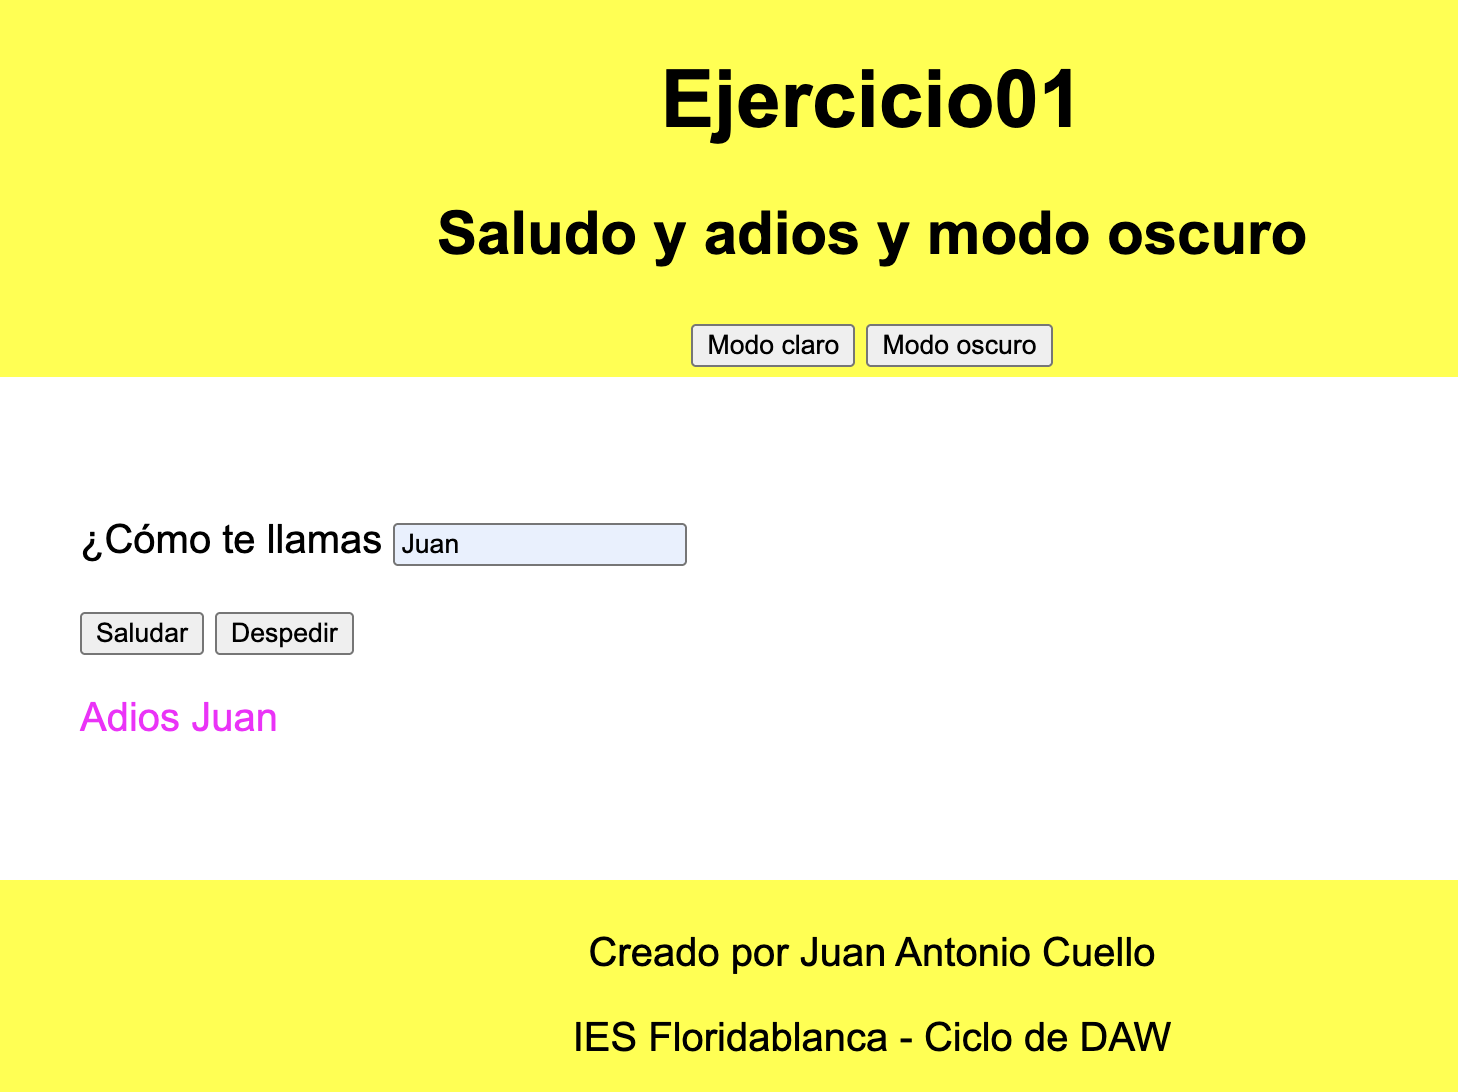 Ejercicio01
Saludo y adios y modo oscuro
Modo claro Modo oscuro
¿Cómo te llamas Juan
Saludar Despedir
Adios Juan
Creado por Juan Antonio Cuello
IES Floridablanca - Ciclo de DAW